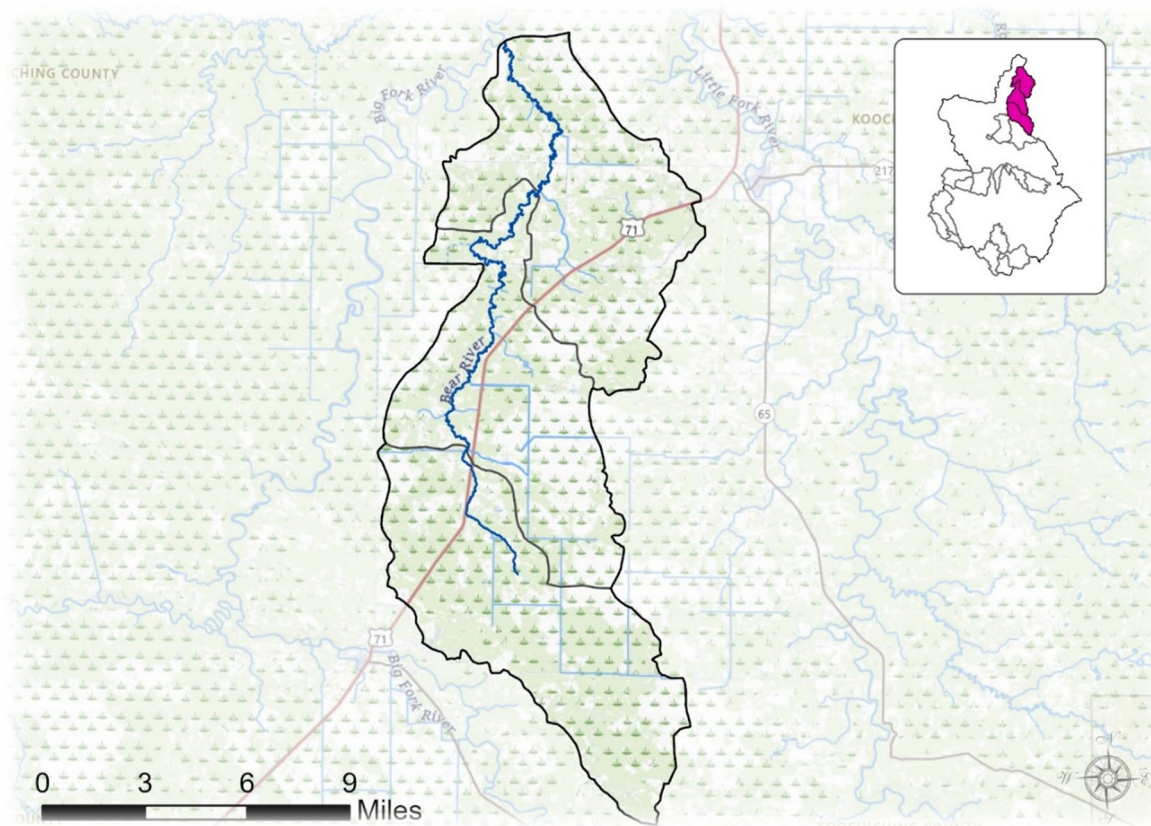 CHING COUNTY
Big Fork River
Little Fork River
KOOCH
217
71
Bear River
65
71
Big Fork River
0 3 6 9
Miles
N
W
E